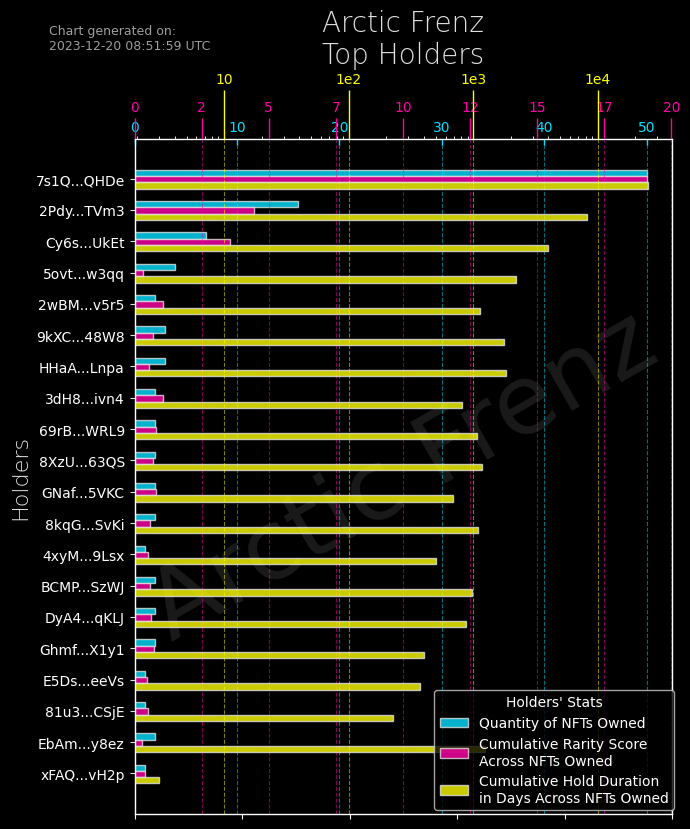 Chart generated on:
2023-12-20 08:51:59 UTC
Arctic Frenz
Top Holders
10 1e2 1e3 1e4
0 2 5 7 10 12 15 17 20
0 10 20 30 40 50
Holders
7s1Q...QHDe
2Pdy...TVm3
Cy6s...UkEt
5ovt...w3qq
2wBM...v5r5
9kXC...48W8
HHaA...Lnpa
3dH8...ivn4
69rB...WRL9
8XzU...63QS
GNaf...5VKC
8kqG...SvKi
4xyM...9Lsx
BCMP...SzWJ
DyA4...qKLJ
Ghmf...X1y1
E5Ds...eeVs
81u3...CSjE
EbAm...y8ez
xFAQ...vH2p
Arctic Frenz
Holders' Stats
Quantity of NFTs Owned
Cumulative Rarity Score
Across NFTs Owned
Cumulative Hold Duration
in Days Across NFTs Owned